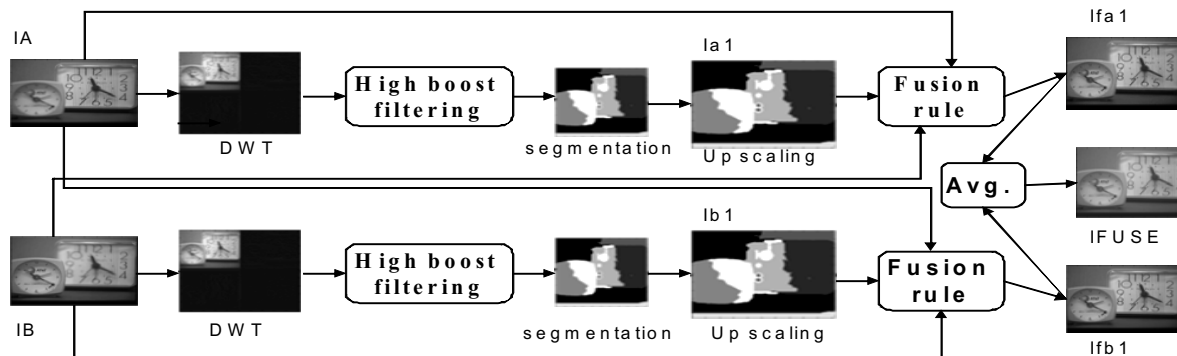 Ifa1
IA
Ia1
High boost
filtering
Fusion
rule
DWT
segmentation
Up scaling
Avg.
Ib1
IFUSE
High boost
filtering
Fusion
rule
IB
DWT
segmentation
Up scaling
Ifb1